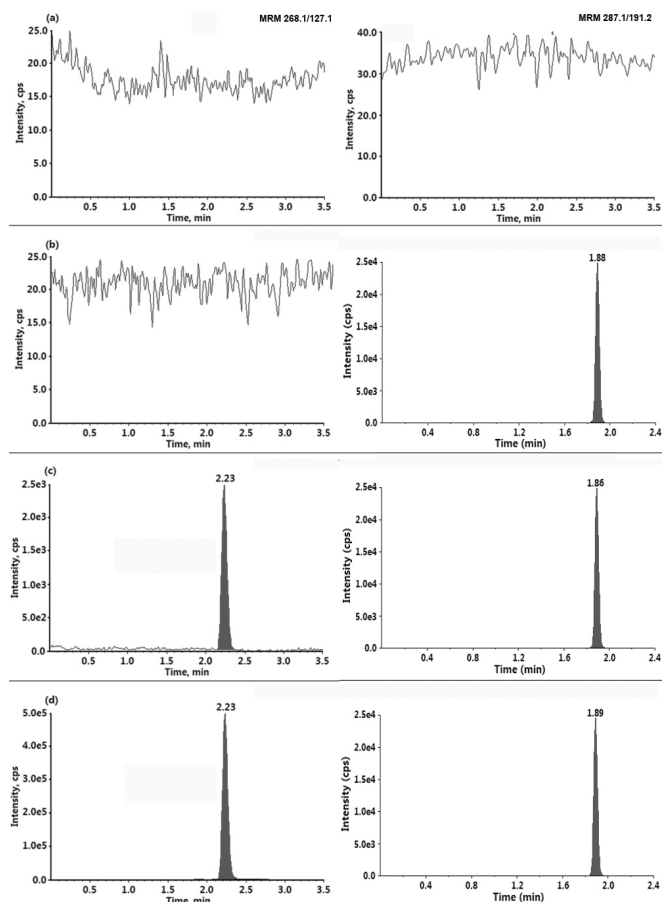 (a)
MRM 268.1/127.1
25.0
20.0
15.0
10.0
5.0
0.0
Intensity, cps
0.5 1.0 1.5 2.0 2.5 3.0 3.5
Time, min
MRM 287.1/191.2
40.0
30.0
20.0
10.0
0.0
Intensity, cps
0.5 1.0 1.5 2.0 2.5 3.0 3.5
Time, min
(b)
25.0
20.0
15.0
10.0
5.0
0.0
Intensity, cps
0.5 1.0 1.5 2.0 2.5 3.0 3.5
Time, min
1.88
2.5e4
1.5e4
1.0e4
5.0e3
0.0
Intensity (cps)
0.4 0.8 1.2 1.6 2.0 2.4
Time (min)
(c)
2.23
2.5e3
1.5e3
1.0e3
5.0e2
0.0
Intensity, cps
0.5 1.0 1.5 2.0 2.5 3.0 3.5
Time, min
1.86
2.5e4
1.5e4
1.0e4
5.0e3
0.0
Intensity (cps)
0.4 0.8 1.2 1.6 2.0 2.4
Time (min)
(d)
2.23
5.0e5
4.0e5
5.0e5
1.0e5
0.0
Intensity, cps
0.5 1.0 1.5 2.0 2.5 3.0 3.5
Time, min
1.89
2.5e4
1.5e4
1.0e4
5.0e3
0.0
Intensity (cps)
0.4 0.8 1.2 1.6 2.0 2.4
Time (min)